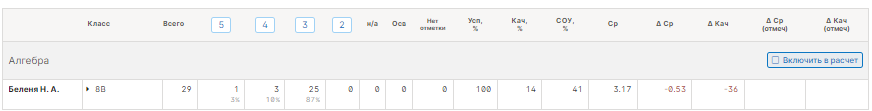 Класс Всего 5 4 3 2 н/а Осв Нет отметки Усп, % Кач, % СОУ, % Ср Δ Ср Δ Кач Δ Ср (отмеч) Δ Кач (отмеч)
Алгебра Включить в расчет
Беленя Н. А. 8В 29 1 3 25 0 0 0 0 100 14 41 3.17 -0.53 -36
3% 10% 87%